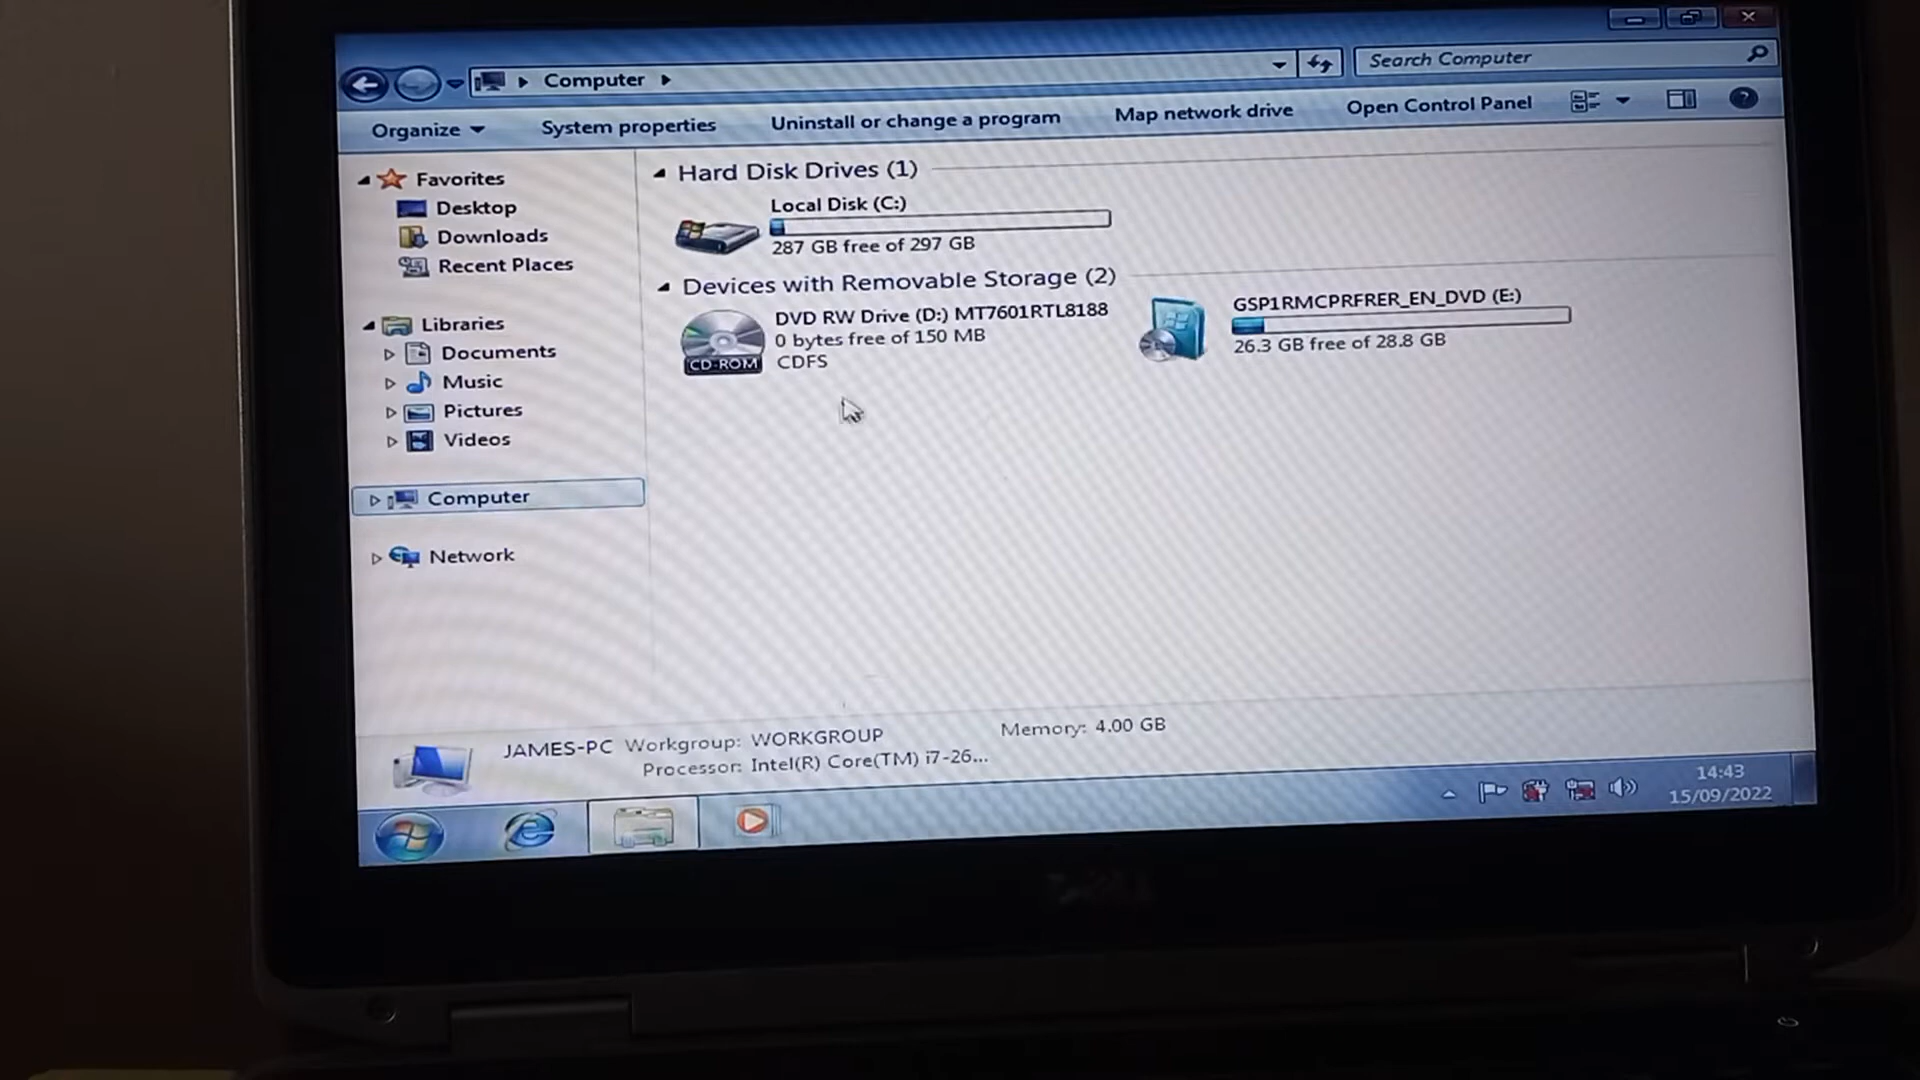 Computer
Search Computer
Organize
System properties
Uninstall or change a program
Map network drive
Open Control Panel
Favorites
Desktop
Downloads
Recent Places
Libraries
Documents
Music
Pictures
Videos
Computer
Network
Hard Disk Drives (1)
Local Disk (C:)
287 GB free of 297 GB
Devices with Removable Storage (2)
DVD RW Drive (D:) MT7601RTL8188
0 bytes free of 150 MB
CDFS
CD-ROM
GSP1RMCPRFRER_EN_DVD (E:)
26.3 GB free of 28.8 GB
JAMES-PC Workgroup: WORKGROUP
Memory: 4.00 GB
Processor: Intel(R) Core(TM) i7-26...
14:43
15/09/2022
DELL